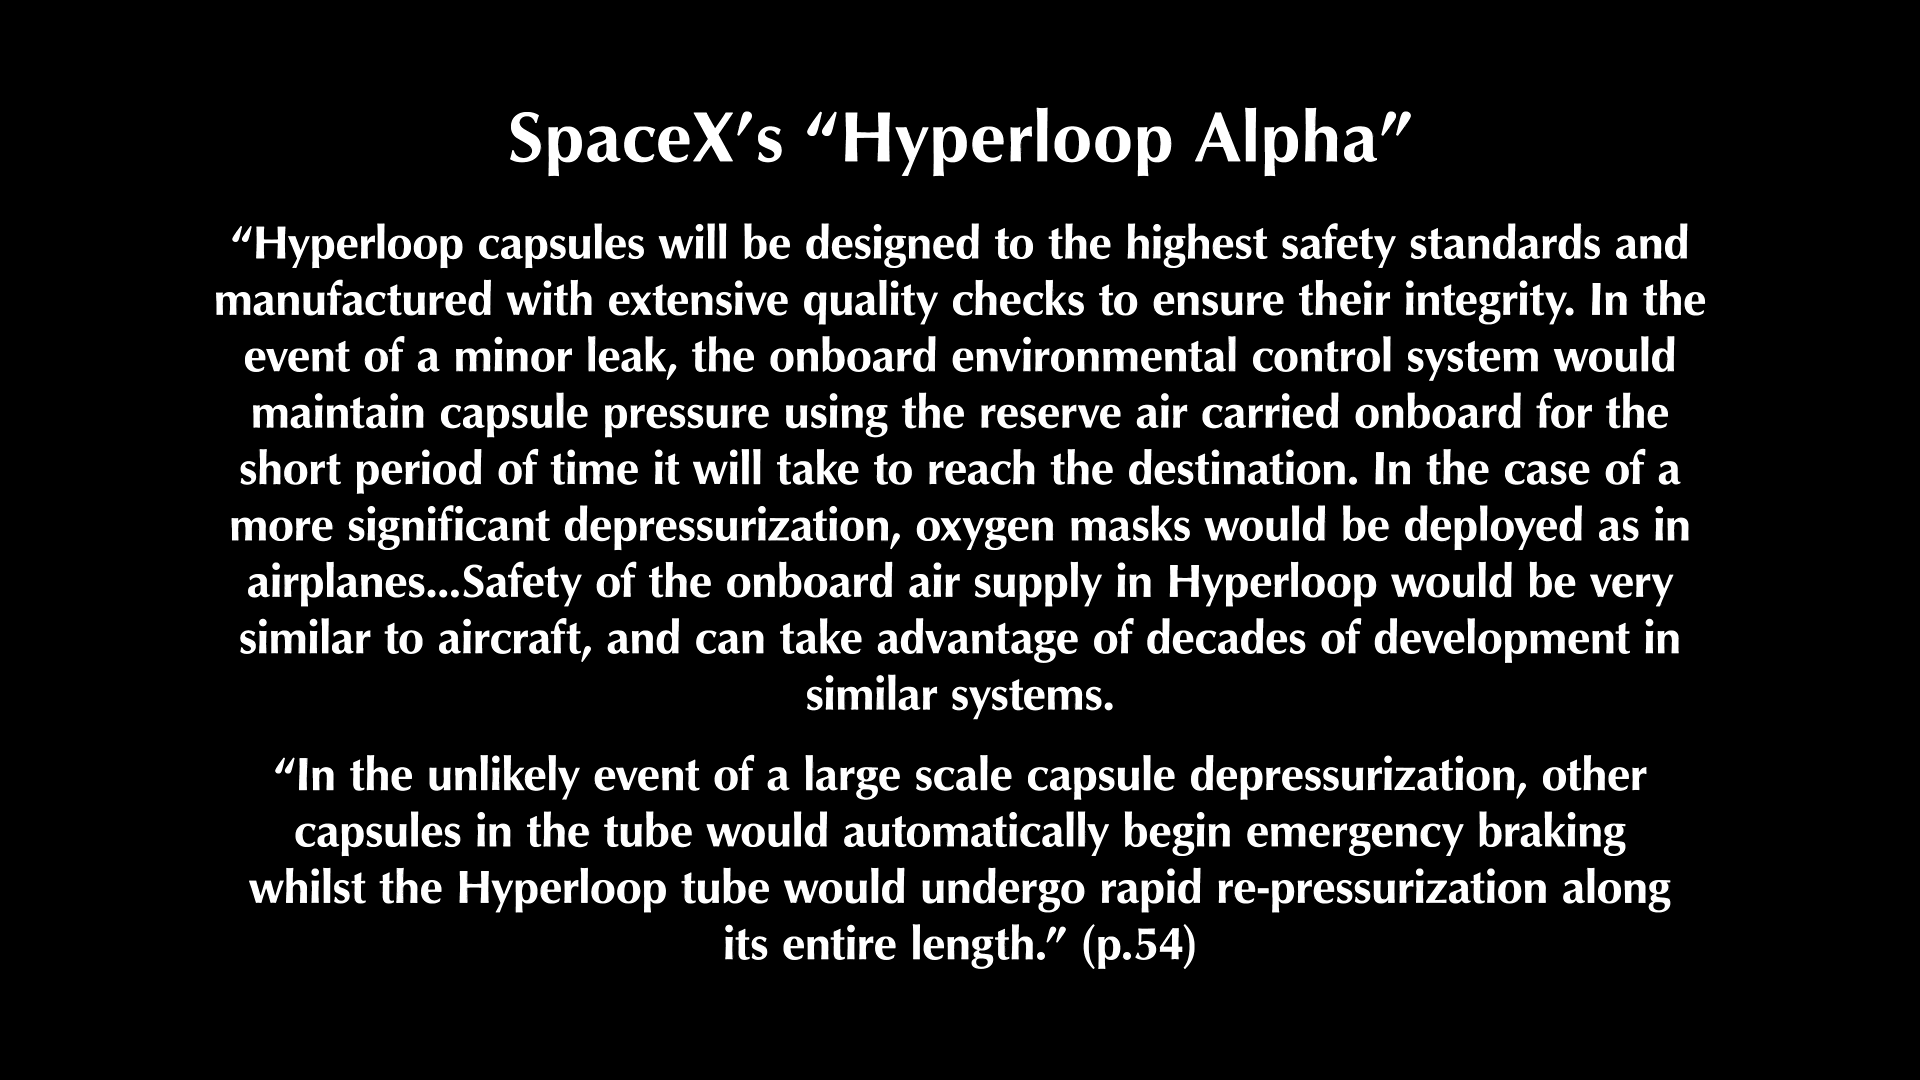 SpaceX’s “Hyperloop Alpha”
“Hyperloop capsules will be designed to the highest safety standards and
manufactured with extensive quality checks to ensure their integrity. In the
event of a minor leak, the onboard environmental control system would
maintain capsule pressure using the reserve air carried onboard for the
short period of time it will take to reach the destination. In the case of a
more significant depressurization, oxygen masks would be deployed as in
airplanes...Safety of the onboard air supply in Hyperloop would be very
similar to aircraft, and can take advantage of decades of development in
similar systems.
“In the unlikely event of a large scale capsule depressurization, other
capsules in the tube would automatically begin emergency braking
whilst the Hyperloop tube would undergo rapid re-pressurization along
its entire length.” (p.54)